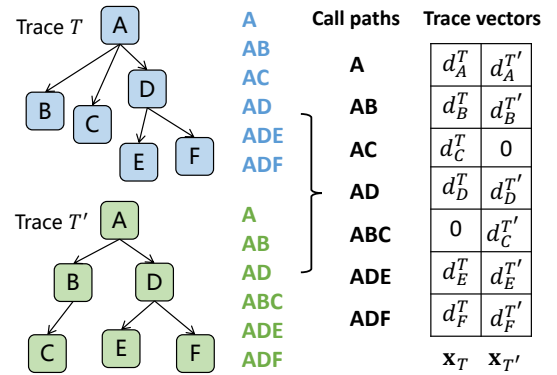 Trace T
A
B
C
D
E
F
A
AB
AC
AD
ADE
ADF
Trace T'
A
B
D
C
E
F
A
AB
AD
ABC
ADE
ADF
Call paths
Trace vectors
A
d_A^T d_A^{T'}
AB
d_B^T d_B^{T'}
AC
d_C^T 0
AD
d_D^T d_D^{T'}
ABC
0 d_C^{T'}
ADE
d_E^T d_E^{T'}
ADF
d_F^T d_F^{T'}
x_T x_{T'}